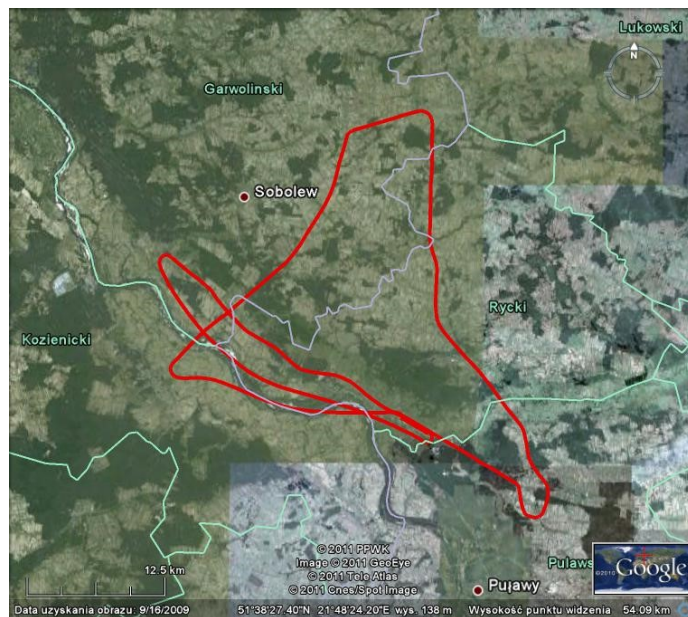 Lukowski
N
Garwolinski
Sobolew
Rycki
Kozienicki
12.5 km
© 2011 PPWK
Image © 2011 GeoEye
© 2011 Tele Atlas
© 2011 Cnes/Spot Image
Pulaws
©2010 Google
Puławy
Data uzyskania obrazu: 9/16/2009 51°38'27.40" N 21°48'24.20" E wys. 138 m Wysokość punktu widzenia 54.09 km